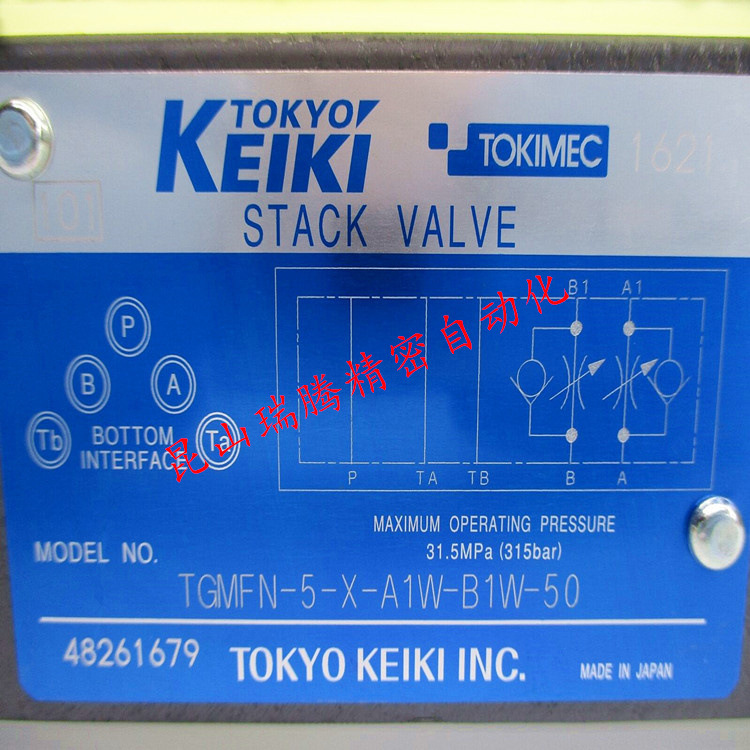 TOKYO
KEIKI
TOKIMEC
1621
101
STACK VALVE
B1 A1
P
B A
Tb Ta
BOTTOM
INTERFACE
P TA TB B A
昆山瑞腾精密自动化
MAXIMUM OPERATING PRESSURE
31.5MPa (315bar)
MODEL NO.
TGMFN-5-X-A1W-B1W-50
48261679
TOKYO KEIKI INC.
MADE IN JAPAN